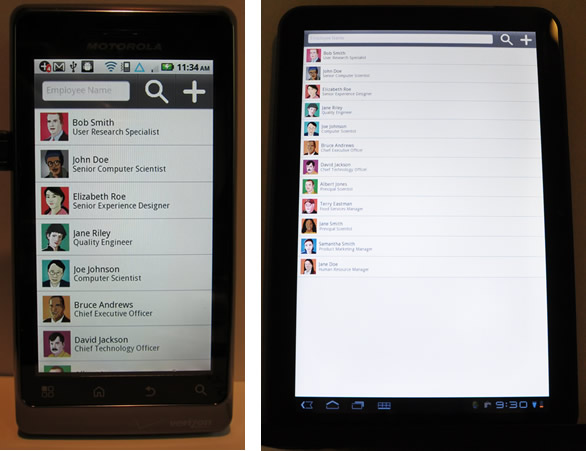 MOTOROLA
11:34 AM
Employee Name
Bob Smith
User Research Specialist
John Doe
Senior Computer Scientist
Elizabeth Roe
Senior Experience Designer
Jane Riley
Quality Engineer
Joe Johnson
Computer Scientist
Bruce Andrews
Chief Executive Officer
David Jackson
Chief Technology Officer
Employee Name
Bob Smith
User Research Specialist
John Doe
Senior Computer Scientist
Elizabeth Roe
Senior Experience Designer
Jane Riley
Quality Engineer
Joe Johnson
Computer Scientist
Bruce Andrews
Chief Executive Officer
David Jackson
Chief Technology Officer
Albert Jones
Principal Scientist
Terry Eastman
Food Services Manager
Jane Smith
Principal Scientist
Samantha Smith
Product Marketing Manager
Jane Doe
Human Resource Manager
9:30